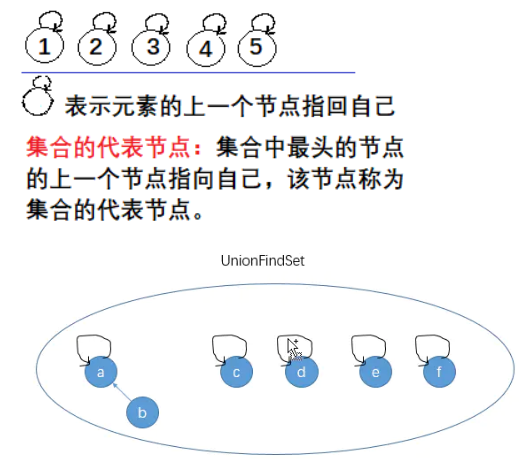 1 2 3 4 5
表示元素的上一个节点指回自己
集合的代表节点：集合中最头的节点
的上一个节点指向自己，该节点称为
集合的代表节点。
UnionFindSet
a c d e f
b